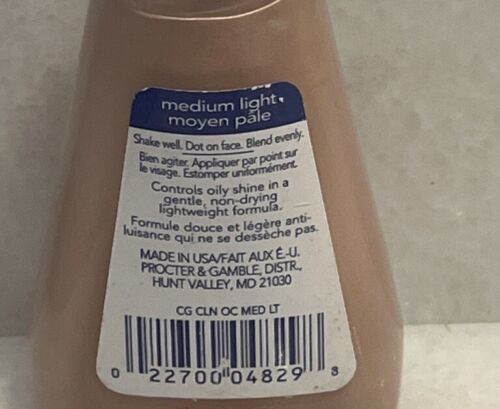 medium light
moyen pâle
Shake well. Dot on face. Blend evenly.
Bien agiter. Appliquer par point sur
le visage. Estomper uniformément.
Controls oily shine in a
gentle, non-drying
lightweight formula.
Formule douce et légère anti-
luisance qui ne se dessèche pas.
MADE IN USA/FAIT AUX É.-U.
PROCTER & GAMBLE, DISTR.,
HUNT VALLEY, MD 21030
CG CLN OC MED LT
0 22700 04829 8